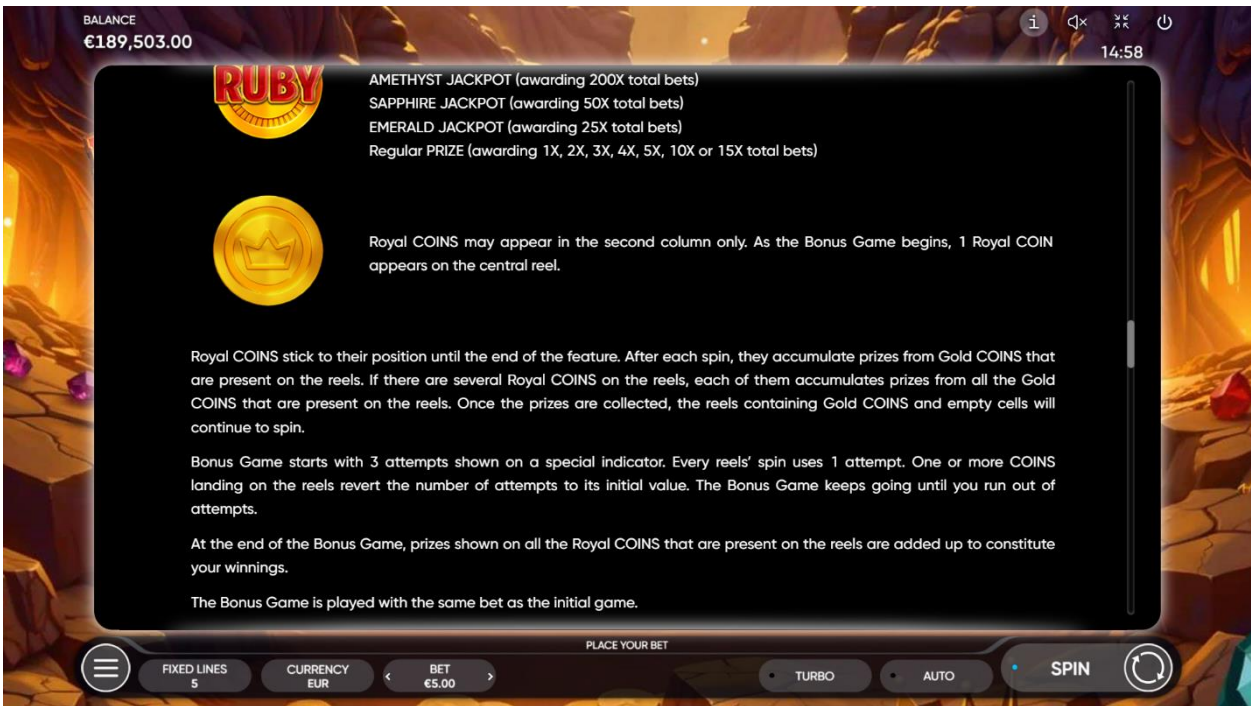 BALANCE
€189,503.00
i
14:58
RUBY
AMETHYST JACKPOT (awarding 200X total bets)
SAPPHIRE JACKPOT (awarding 50X total bets)
EMERALD JACKPOT (awarding 25X total bets)
Regular PRIZE (awarding 1X, 2X, 3X, 4X, 5X, 10X or 15X total bets)
Royal COINS may appear in the second column only. As the Bonus Game begins, 1 Royal COIN
appears on the central reel.
Royal COINS stick to their position until the end of the feature. After each spin, they accumulate prizes from Gold COINS that
are present on the reels. If there are several Royal COINS on the reels, each of them accumulates prizes from all the Gold
COINS that are present on the reels. Once the prizes are collected, the reels containing Gold COINS and empty cells will
continue to spin.
Bonus Game starts with 3 attempts shown on a special indicator. Every reels’ spin uses 1 attempt. One or more COINS
landing on the reels revert the number of attempts to its initial value. The Bonus Game keeps going until you run out of
attempts.
At the end of the Bonus Game, prizes shown on all the Royal COINS that are present on the reels are added up to constitute
your winnings.
The Bonus Game is played with the same bet as the initial game.
PLACE YOUR BET
FIXED LINES
5
CURRENCY
EUR
BET
€5.00
TURBO
AUTO
SPIN